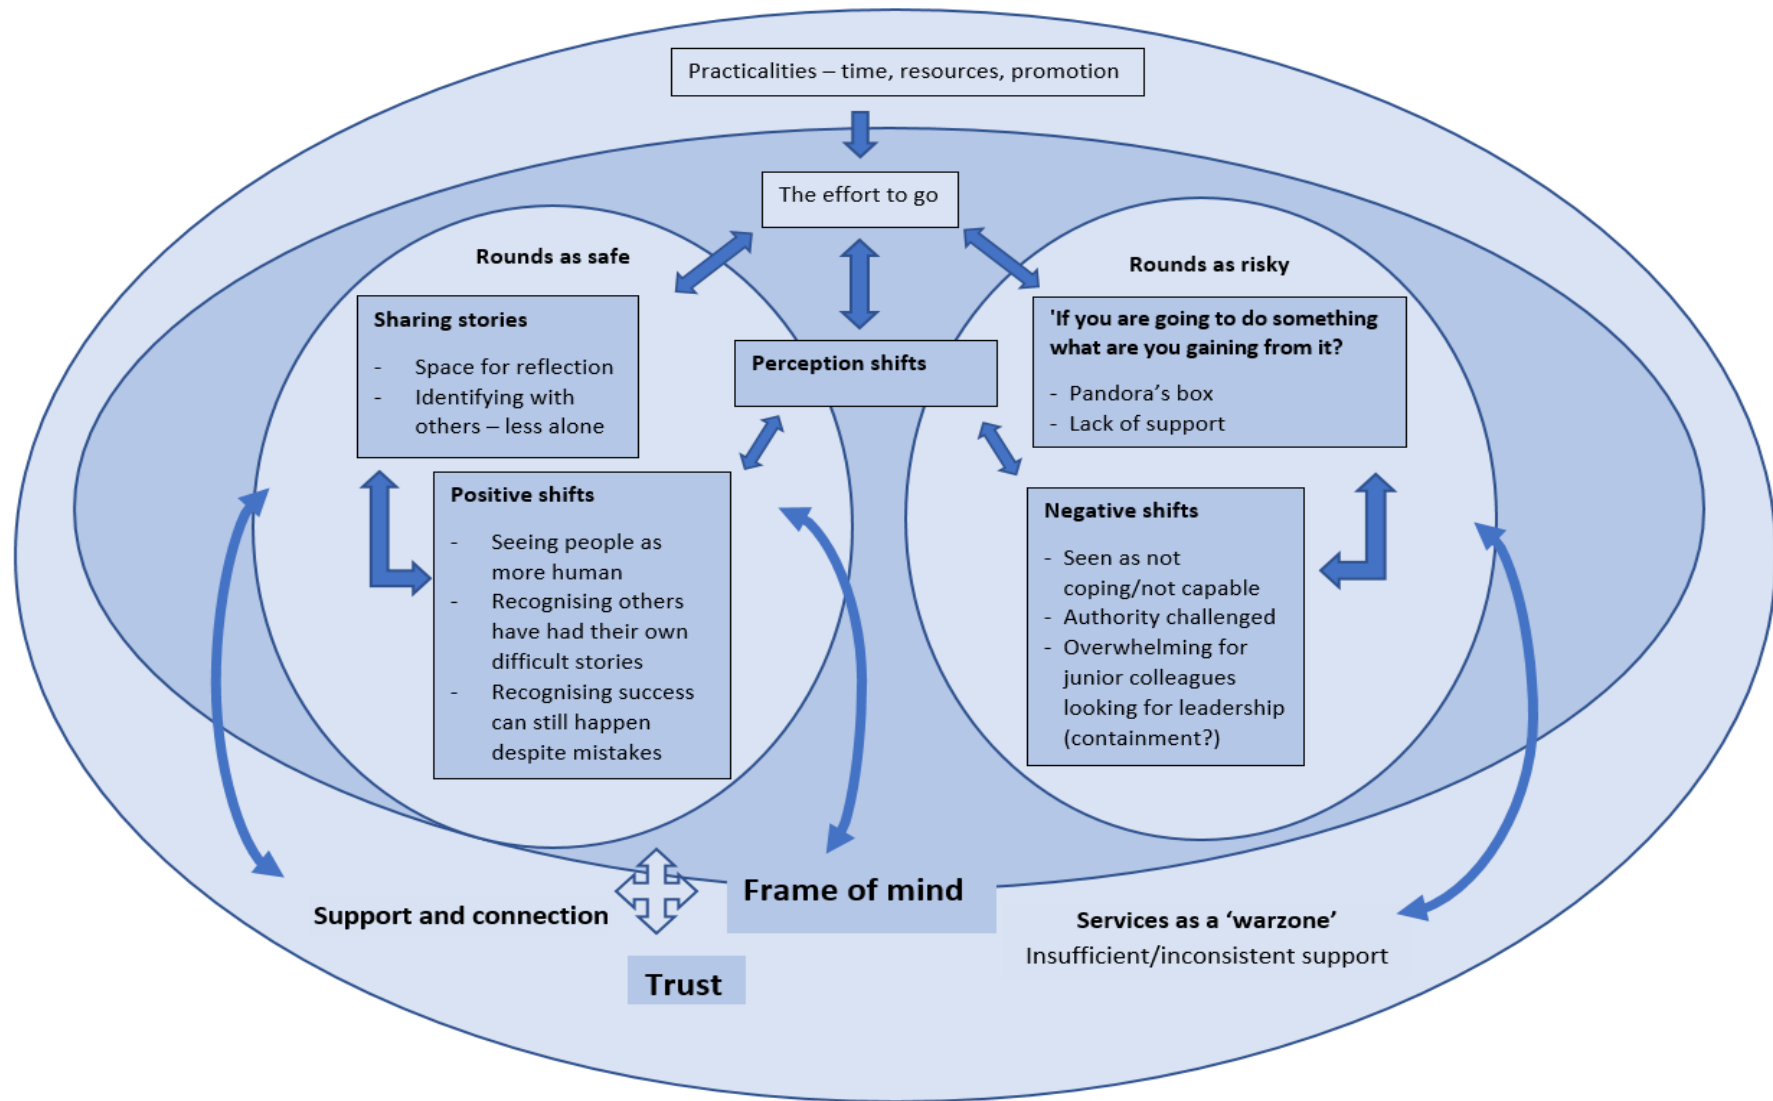 Practicalities – time, resources, promotion
The effort to go
Rounds as safe
Sharing stories
- Space for reflection
- Identifying with
others – less alone
Positive shifts
- Seeing people as
more human
- Recognising others
have had their own
difficult stories
- Recognising success
can still happen
despite mistakes
Perception shifts
Rounds as risky
'If you are going to do something
what are you gaining from it?
- Pandora’s box
- Lack of support
Negative shifts
- Seen as not
coping/not capable
- Authority challenged
- Overwhelming for
junior colleagues
looking for leadership
(containment?)
Support and connection
Frame of mind
Trust
Services as a ‘warzone’
Insufficient/inconsistent support